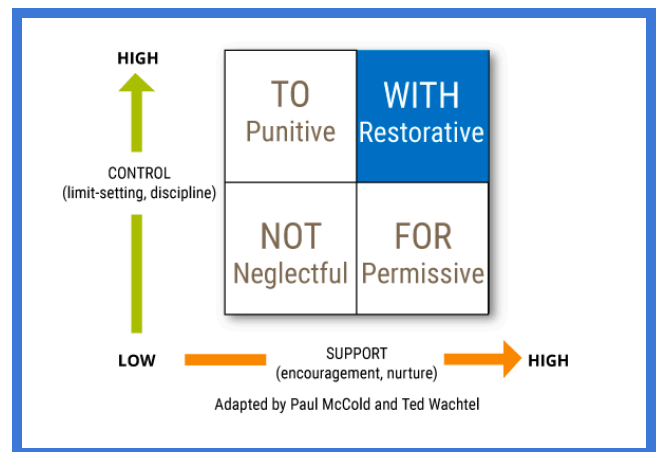 HIGH
TO
Punitive
WITH
Restorative
CONTROL
(limit-setting, discipline)
NOT
Neglectful
FOR
Permissive
LOW
SUPPORT
(encouragement, nurture)
HIGH
Adapted by Paul McCold and Ted Wachtel